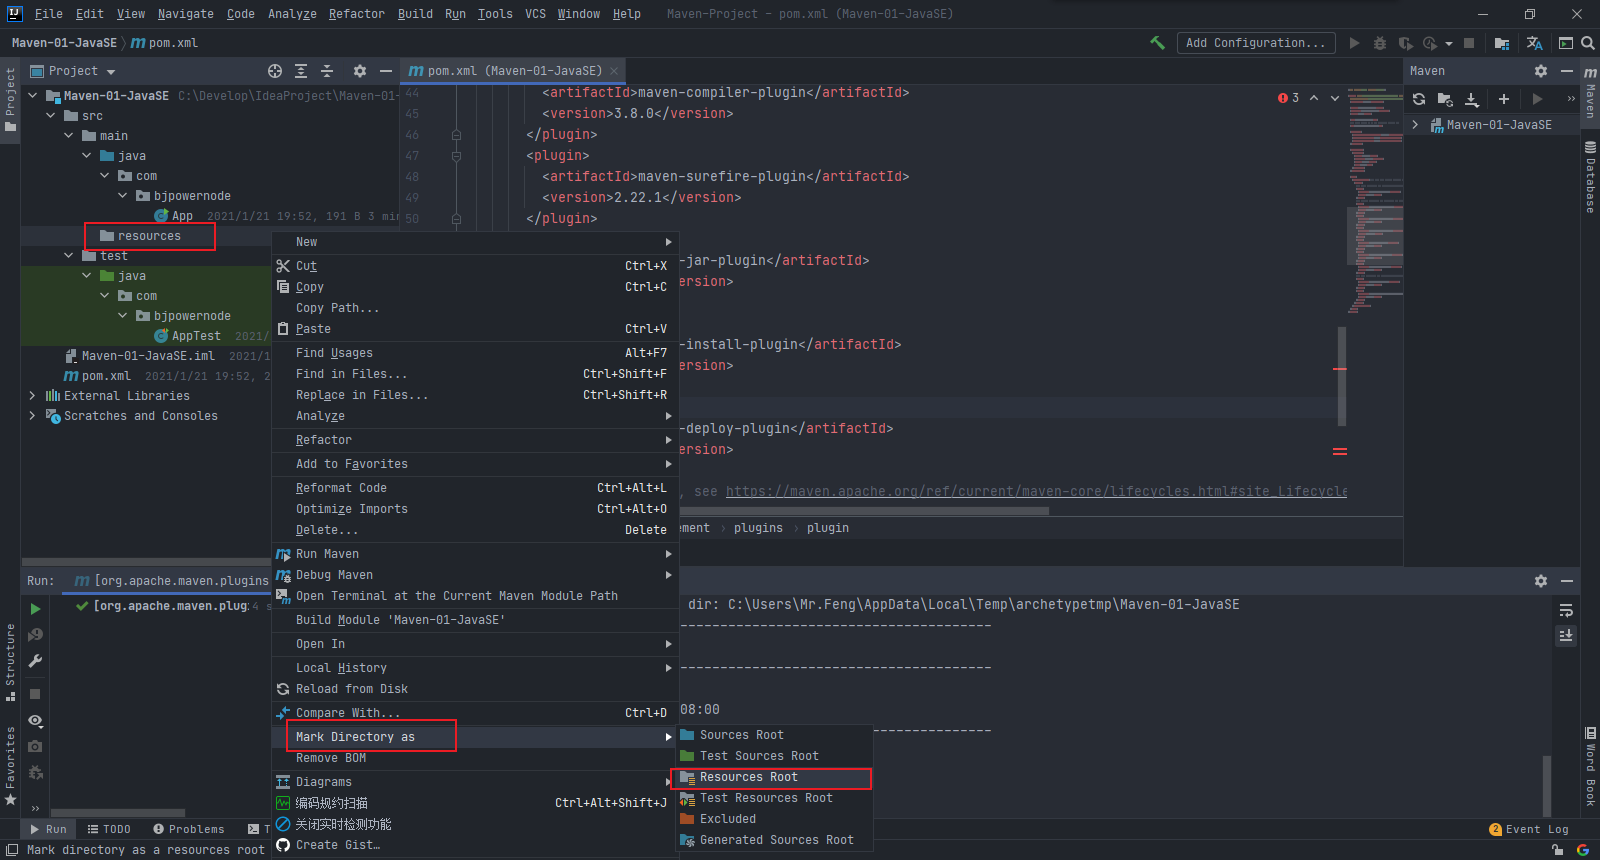 File Edit View Navigate Code Analyze Refactor Build Run Tools VCS Window Help Maven-Project - pom.xml (Maven-01-JavaSE)
Maven-01-JavaSE pom.xml Add Configuration...
Project
pom.xml (Maven-01-JavaSE)
Maven
Project
Maven-01-JavaSE C:\Develop\IdeaProject\Maven-01-
src
main
java
com
bjpowernode
App 2021/1/21 19:52, 191 B 3 min
resources
test
java
com
bjpowernode
AppTest 2021/
Maven-01-JavaSE.iml 2021/1
pom.xml 2021/1/21 19:52, 2
External Libraries
Scratches and Consoles
44 <artifactId>maven-compiler-plugin</artifactId>
45 <version>3.8.0</version>
46 </plugin>
47 <plugin>
48 <artifactId>maven-surefire-plugin</artifactId>
49 <version>2.22.1</version>
50 </plugin>
-jar-plugin</artifactId>
ersion>
-install-plugin</artifactId>
ersion>
-deploy-plugin</artifactId>
ersion>
, see https://maven.apache.org/ref/current/maven-core/lifecycles.html#site_Lifecycle
ement plugins plugin
3
Maven-01-JavaSE
Maven
Database
Word Book
New
Cut Ctrl+X
Copy Ctrl+C
Copy Path...
Paste Ctrl+V
Find Usages Alt+F7
Find in Files... Ctrl+Shift+F
Replace in Files... Ctrl+Shift+R
Analyze
Refactor
Add to Favorites
Reformat Code Ctrl+Alt+L
Optimize Imports Ctrl+Alt+O
Delete... Delete
Run Maven
Debug Maven
Open Terminal at the Current Maven Module Path
Build Module 'Maven-01-JavaSE'
Open In
Local History
Reload from Disk
Compare With... Ctrl+D
Mark Directory as
Remove BOM
Diagrams
编码规约扫描 Ctrl+Alt+Shift+J
关闭实时检测功能
Create Gist…
Sources Root
Test Sources Root
Resources Root
Test Resources Root
Excluded
Generated Sources Root
Run: [org.apache.maven.plugins
[org.apache.maven.plug: 4 s
dir: C:\Users\Mr.Feng\AppData\Local\Temp\archetypetmp\Maven-01-JavaSE
---------------------------------------
---------------------------------------
08:00
---------------
Structure
Favorites
Run TODO Problems T
2 Event Log
Mark directory as a resources root